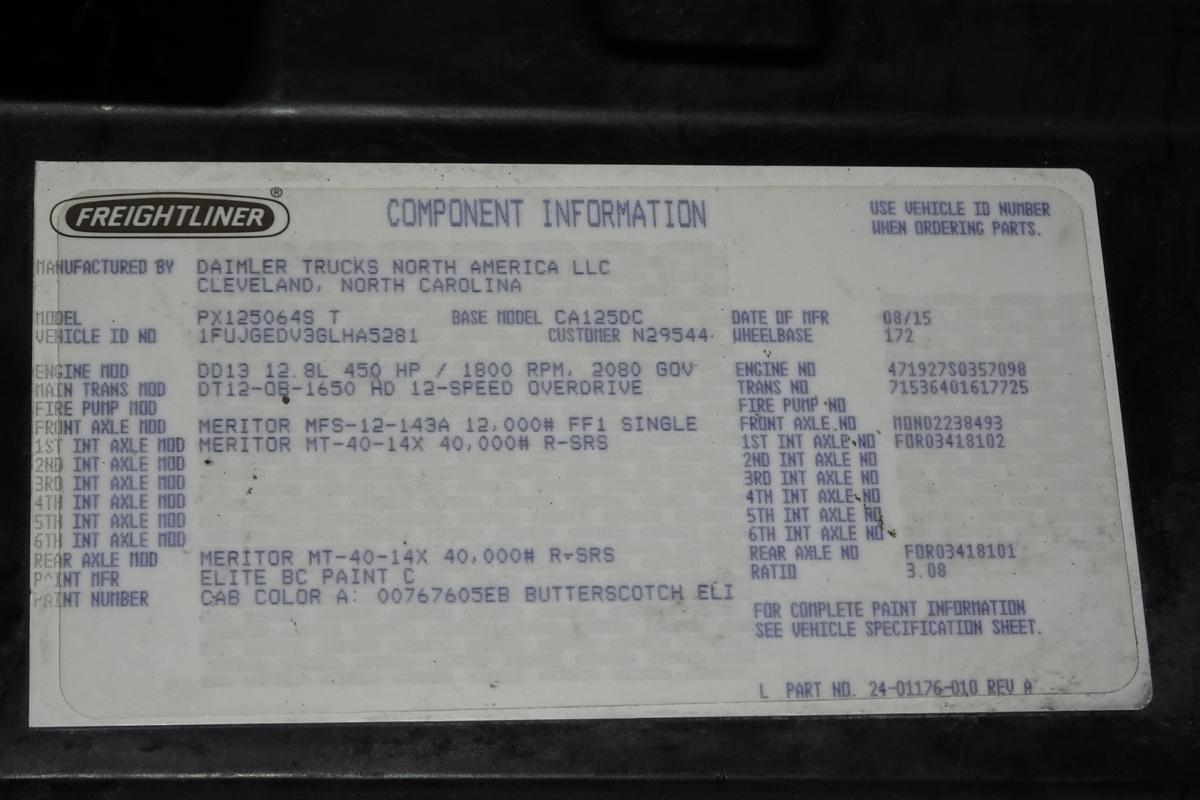 FREIGHTLINER ®
COMPONENT INFORMATION
USE VEHICLE ID NUMBER
WHEN ORDERING PARTS.
MANUFACTURED BY DAIMLER TRUCKS NORTH AMERICA LLC
CLEVELAND, NORTH CAROLINA
MODEL PX125064S T BASE MODEL CA125DC DATE OF MFR 08/15
VEHICLE ID NO 1FUJGEDV3GLHA5281 CUSTOMER N29544 WHEELBASE 172
ENGINE MOD DD13 12.8L 450 HP / 1800 RPM, 2080 GOV ENGINE NO 471927S0357098
MAIN TRANS MOD DT12-OB-1650 HD 12-SPEED OVERDRIVE TRANS NO 71536401617725
FIRE PUMP MOD FIRE PUMP NO
FRONT AXLE MOD MERITOR MFS-12-143A 12,000# FF1 SINGLE FRONT AXLE NO MON02238493
1ST INT AXLE MOD MERITOR MT-40-14X 40,000# R-SRS 1ST INT AXLE NO FOR03418102
2ND INT AXLE MOD 2ND INT AXLE NO
3RD INT AXLE MOD 3RD INT AXLE NO
4TH INT AXLE MOD 4TH INT AXLE NO
5TH INT AXLE MOD 5TH INT AXLE NO
6TH INT AXLE MOD 6TH INT AXLE NO
REAR AXLE MOD MERITOR MT-40-14X 40,000# R-SRS REAR AXLE NO FOR03418101
PAINT MFR ELITE BC PAINT C RATIO 3.08
PAINT NUMBER CAB COLOR A: 00767605EB BUTTERSCOTCH ELI
FOR COMPLETE PAINT INFORMATION
SEE VEHICLE SPECIFICATION SHEET.
L PART NO. 24-01176-010 REV A